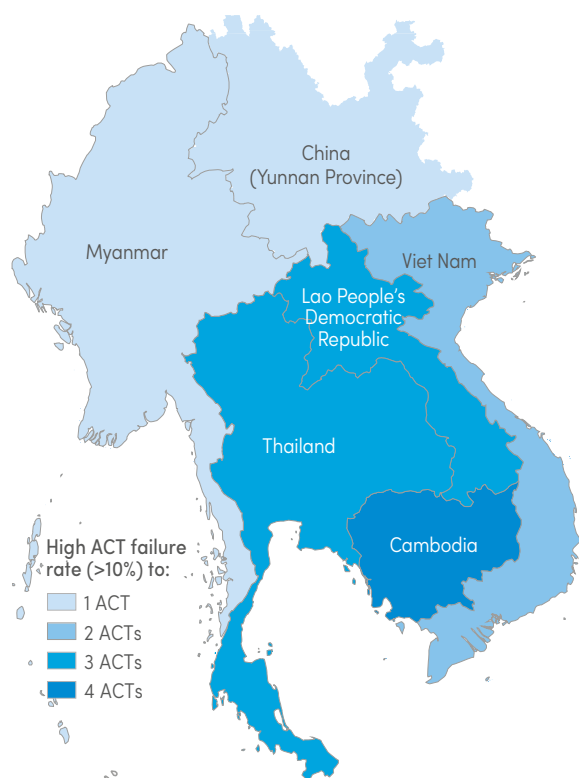 China
(Yunnan Province)
Myanmar
Viet Nam
Lao People's
Democratic
Republic
Thailand
Cambodia
High ACT failure
rate (>10%) to:
1 ACT
2 ACTs
3 ACTs
4 ACTs